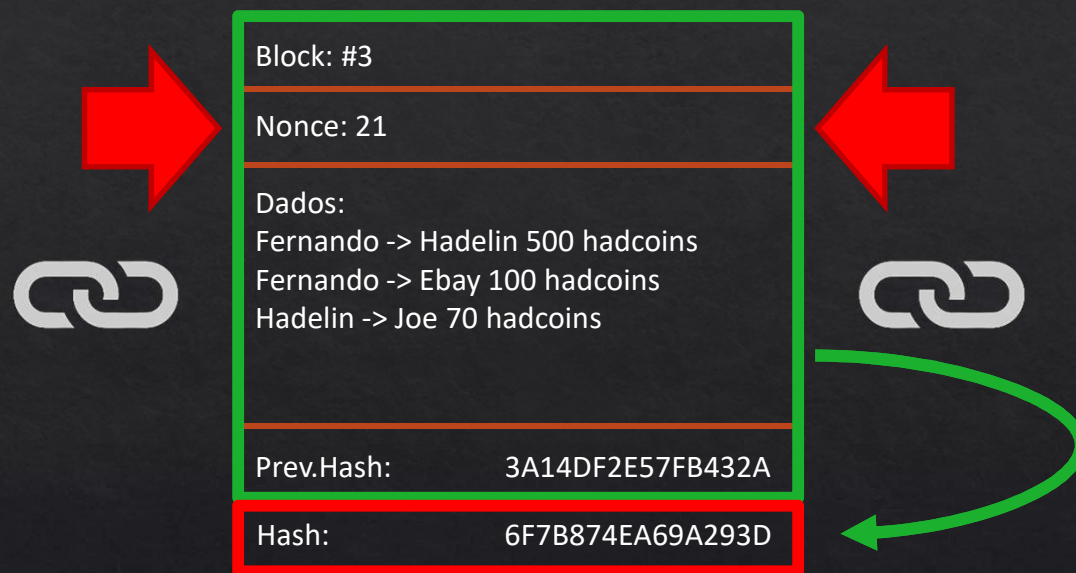 Block: #3
Nonce: 21
Dados:
Fernando -> Hadelin 500 hadcoins
Fernando -> Ebay 100 hadcoins
Hadelin -> Joe 70 hadcoins
Prev.Hash: 3A14DF2E57FB432A
Hash: 6F7B874EA69A293D